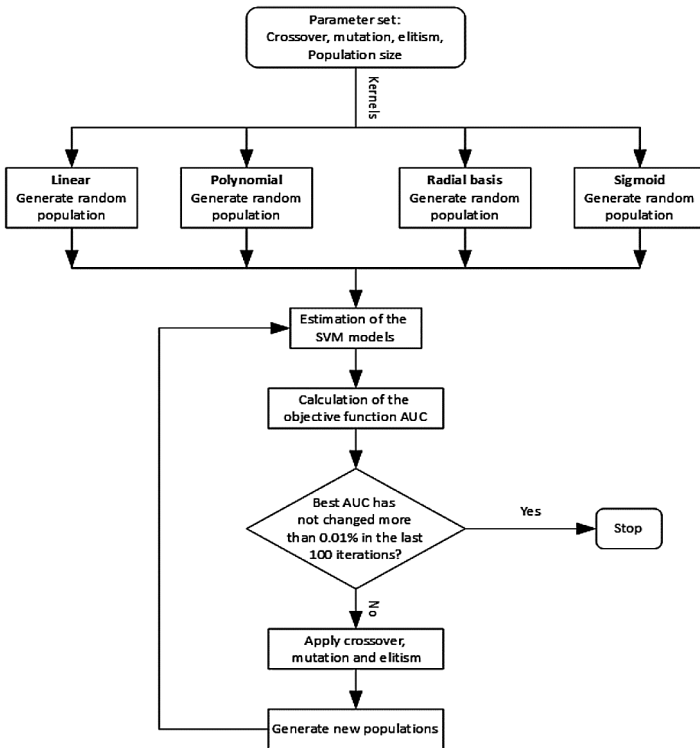 Parameter set:
Crossover, mutation, elitism,
Population size
Kernels
Linear
Generate random
population
Polynomial
Generate random
population
Radial basis
Generate random
population
Sigmoid
Generate random
population
Estimation of the
SVM models
Calculation of the
objective function AUC
Best AUC has
not changed more
than 0.01% in the last
100 iterations?
Yes
Stop
No
Apply crossover,
mutation and elitism
Generate new populations